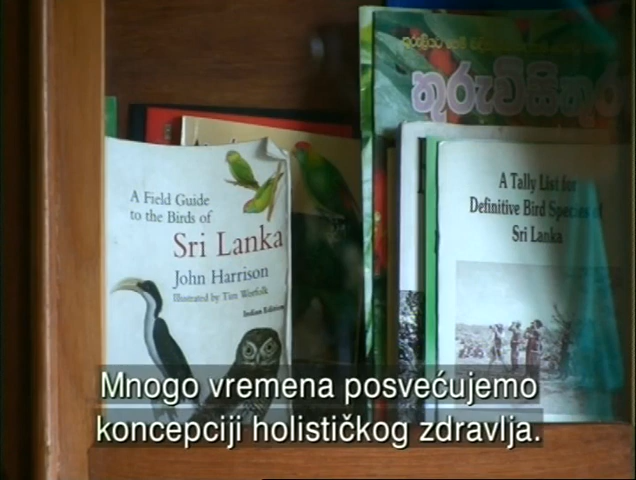 A Field Guide
to the Birds of
Sri Lanka
John Harrison
Illustrated by Tim Worfolk
Indian Edition
A Tally List for
Definitive Bird Species of
Sri Lanka
Mnogo vremena posvećujemo
koncepciji holističkog zdravlja.